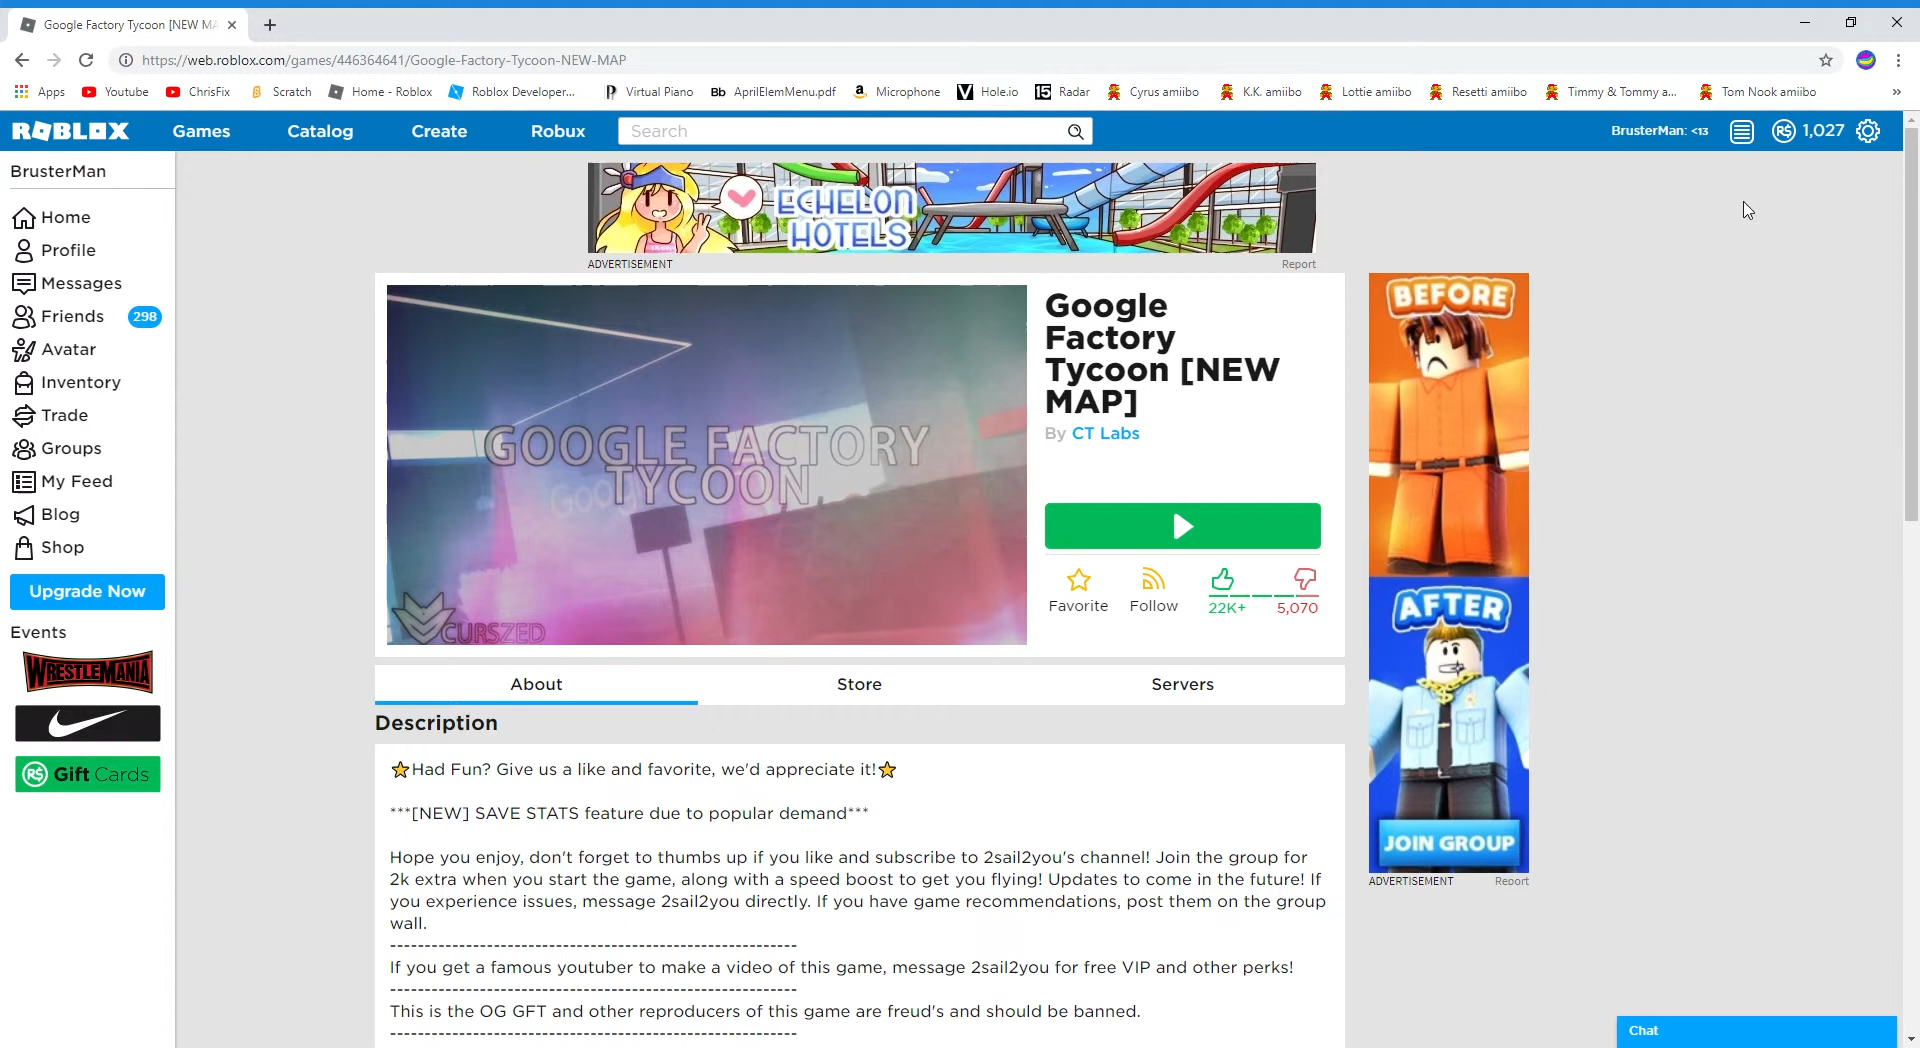 Google Factory Tycoon [NEW MA
https://web.roblox.com/games/446364641/Google-Factory-Tycoon-NEW-MAP
Apps Youtube ChrisFix Scratch Home - Roblox Roblox Developer... Virtual Piano Bb AprilElemMenu.pdf Microphone Hole.io 15 Radar Cyrus amiibo K.K. amiibo Lottie amiibo Resetti amiibo Timmy & Tommy a... Tom Nook amiibo »
ROBLOX Games Catalog Create Robux Search BrusterMan: <13 R$ 1,027
BrusterMan
Home
Profile
Messages
Friends 298
Avatar
Inventory
Trade
Groups
My Feed
Blog
Shop
Upgrade Now
Events
WRESTLEMANIA
R$ Gift Cards
ECHELON
HOTELS
ADVERTISEMENT Report
GOOGLE FACTORY
TYCOON
CURSZED
Google
Factory
Tycoon [NEW
MAP]
By CT Labs
Favorite Follow 22K+ 5,070
About Store Servers
Description
⭐Had Fun? Give us a like and favorite, we'd appreciate it!⭐
***[NEW] SAVE STATS feature due to popular demand***
Hope you enjoy, don't forget to thumbs up if you like and subscribe to 2sail2you's channel! Join the group for
2k extra when you start the game, along with a speed boost to get you flying! Updates to come in the future! If
you experience issues, message 2sail2you directly. If you have game recommendations, post them on the group
wall.
----------------------------------------------------------
If you get a famous youtuber to make a video of this game, message 2sail2you for free VIP and other perks!
----------------------------------------------------------
This is the OG GFT and other reproducers of this game are freud's and should be banned.
----------------------------------------------------------
BEFORE
AFTER
JOIN GROUP
ADVERTISEMENT Report
Chat